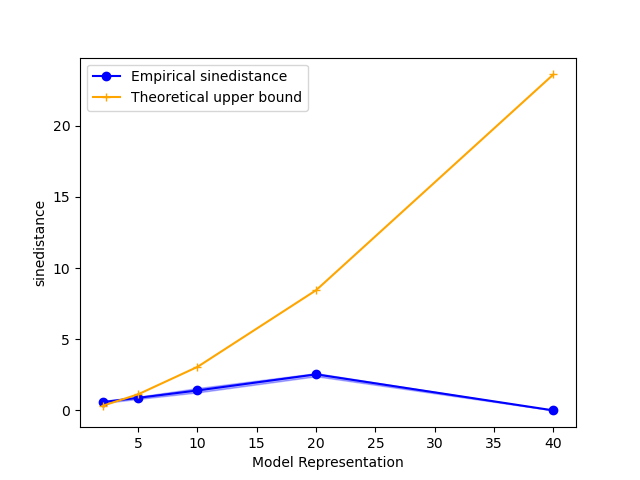 Empirical sinedistance
Theoretical upper bound
sinedistance
20
15
10
5
0
5 10 15 20 25 30 35 40
Model Representation